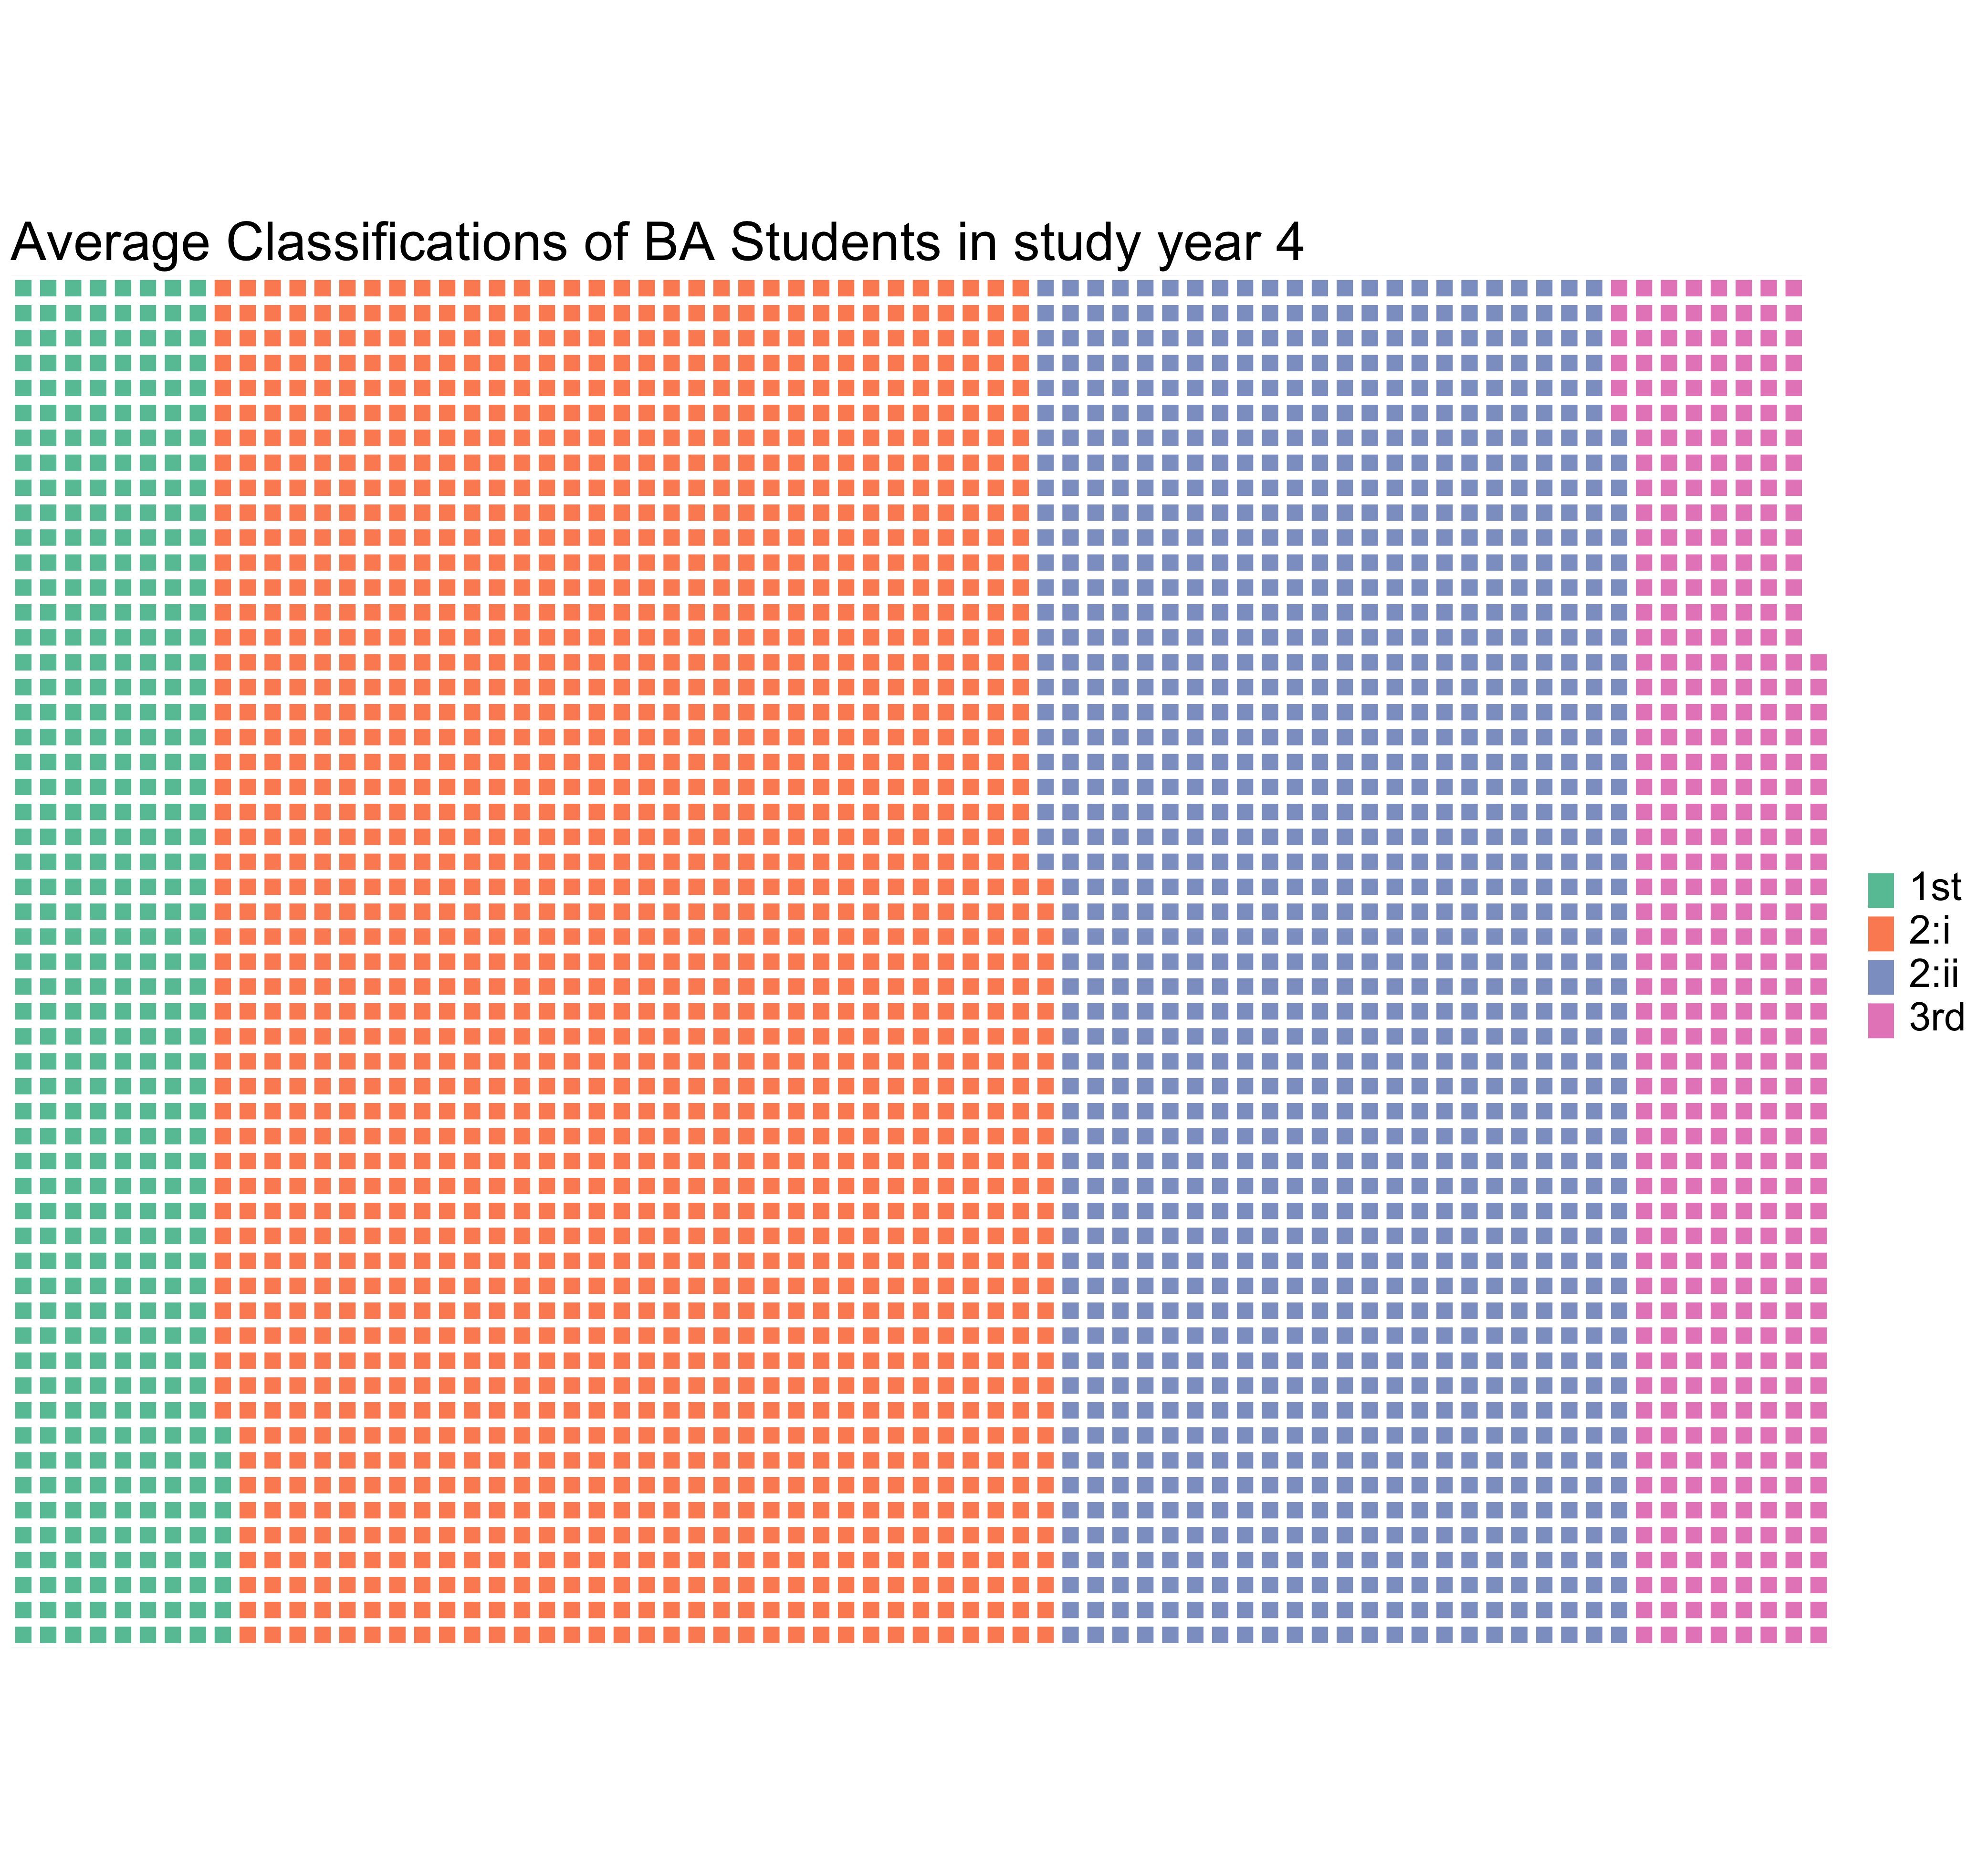 Average Classifications of BA Students in study year 4
1st
2:i
2:ii
3rd